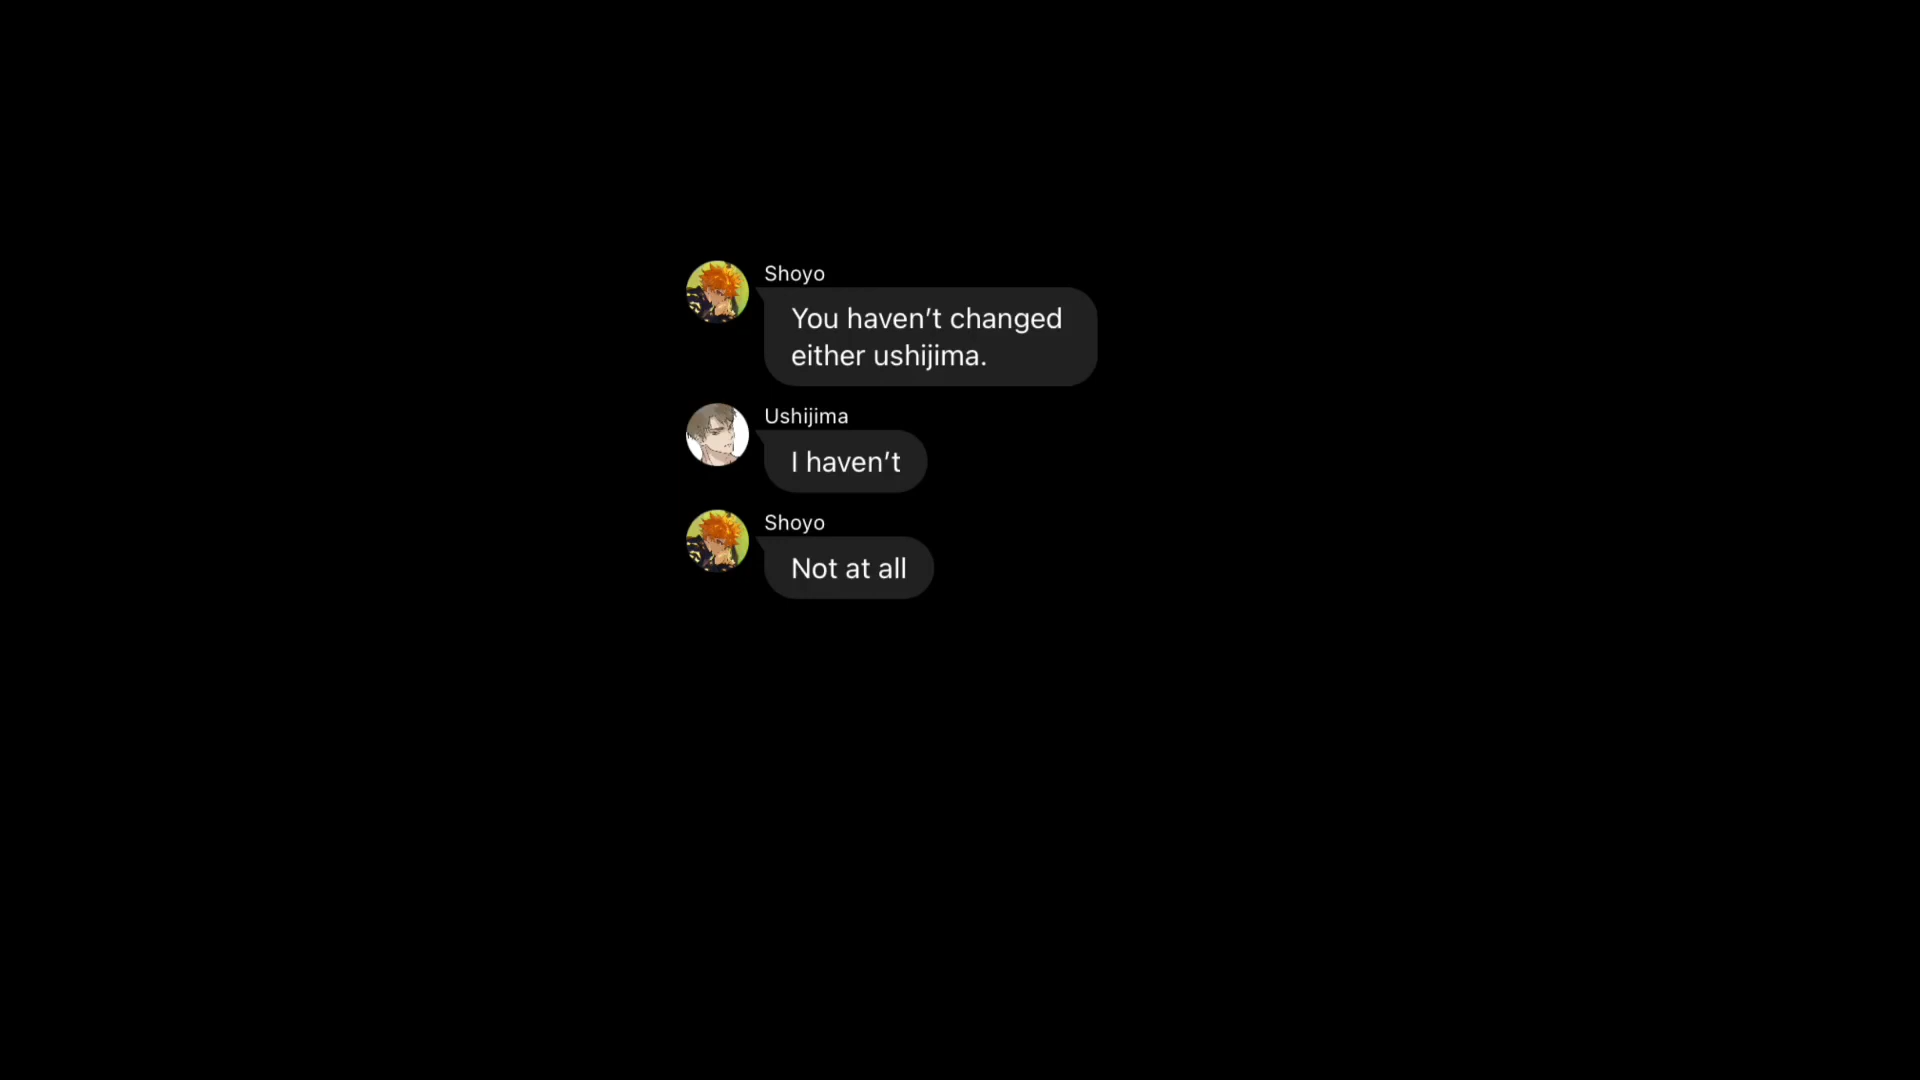 Shoyo
You haven’t changed
either ushijima.
Ushijima
I haven’t
Shoyo
Not at all